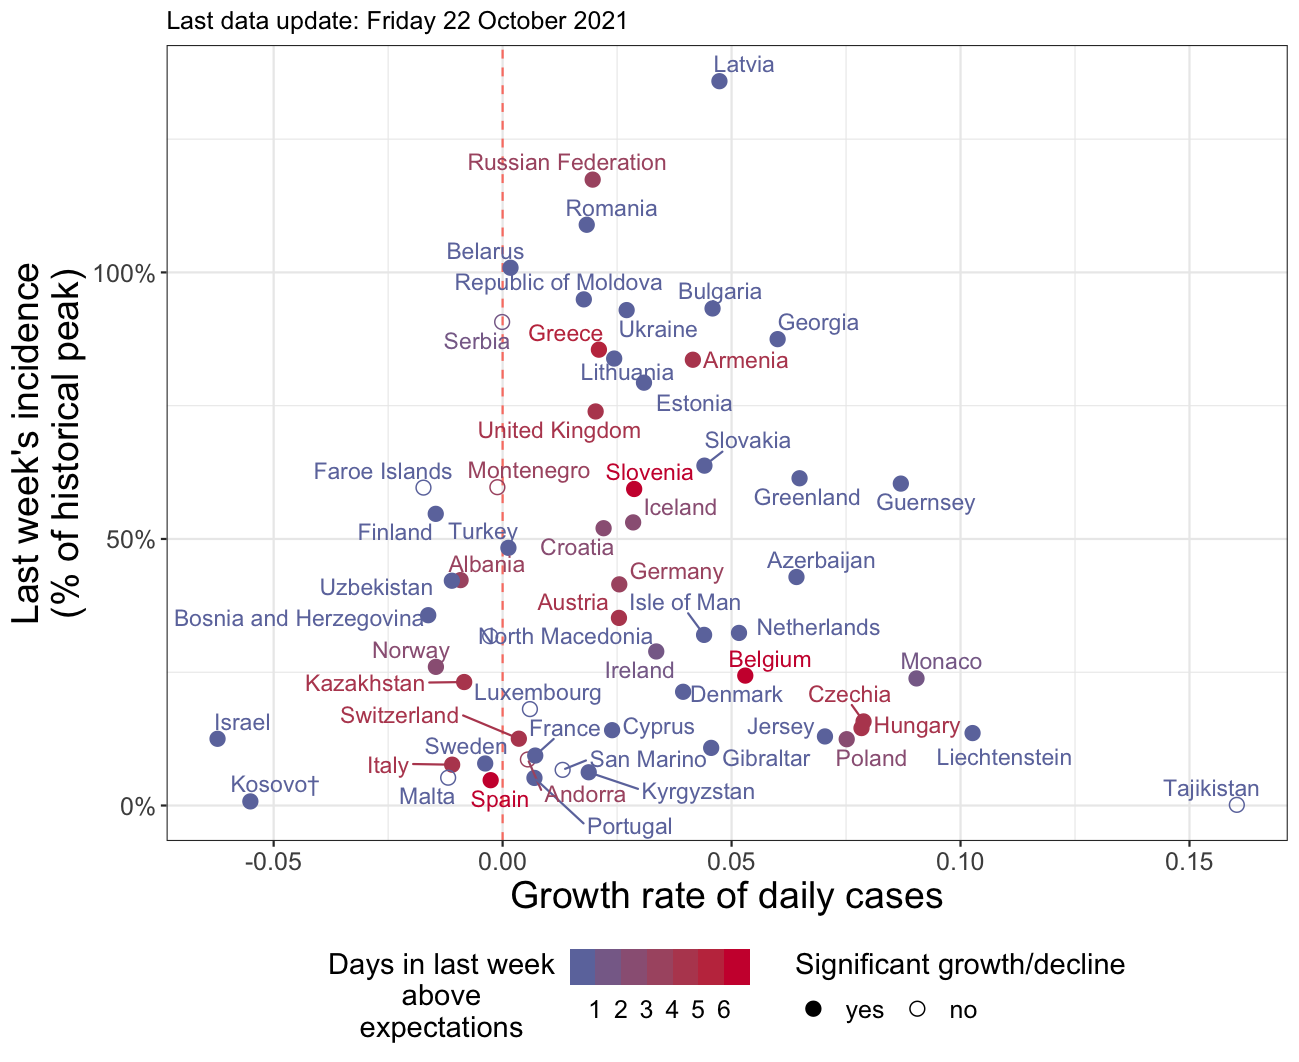 Last data update: Friday 22 October 2021
Last week's incidence
(% of historical peak)
100%
50%
0%
Latvia
Russian Federation
Romania
Belarus
Republic of Moldova
Bulgaria
Georgia
Ukraine
Serbia
Greece
Armenia
Lithuania
Estonia
United Kingdom
Slovakia
Faroe Islands
Montenegro
Slovenia
Greenland
Guernsey
Iceland
Finland
Turkey
Croatia
Albania
Azerbaijan
Germany
Uzbekistan
Austria
Isle of Man
Bosnia and Herzegovina
Netherlands
North Macedonia
Norway
Ireland
Belgium
Monaco
Kazakhstan
Luxembourg
Denmark
Czechia
Switzerland
Israel
France
Cyprus
Jersey
Hungary
Sweden
San Marino
Gibraltar
Poland
Liechtenstein
Italy
Kosovo†
Malta
Spain
Andorra
Kyrgyzstan
Tajikistan
Portugal
-0.05
0.00
0.05
0.10
0.15
Growth rate of daily cases
Days in last week
above
expectations
1 2 3 4 5 6
Significant growth/decline
yes
no